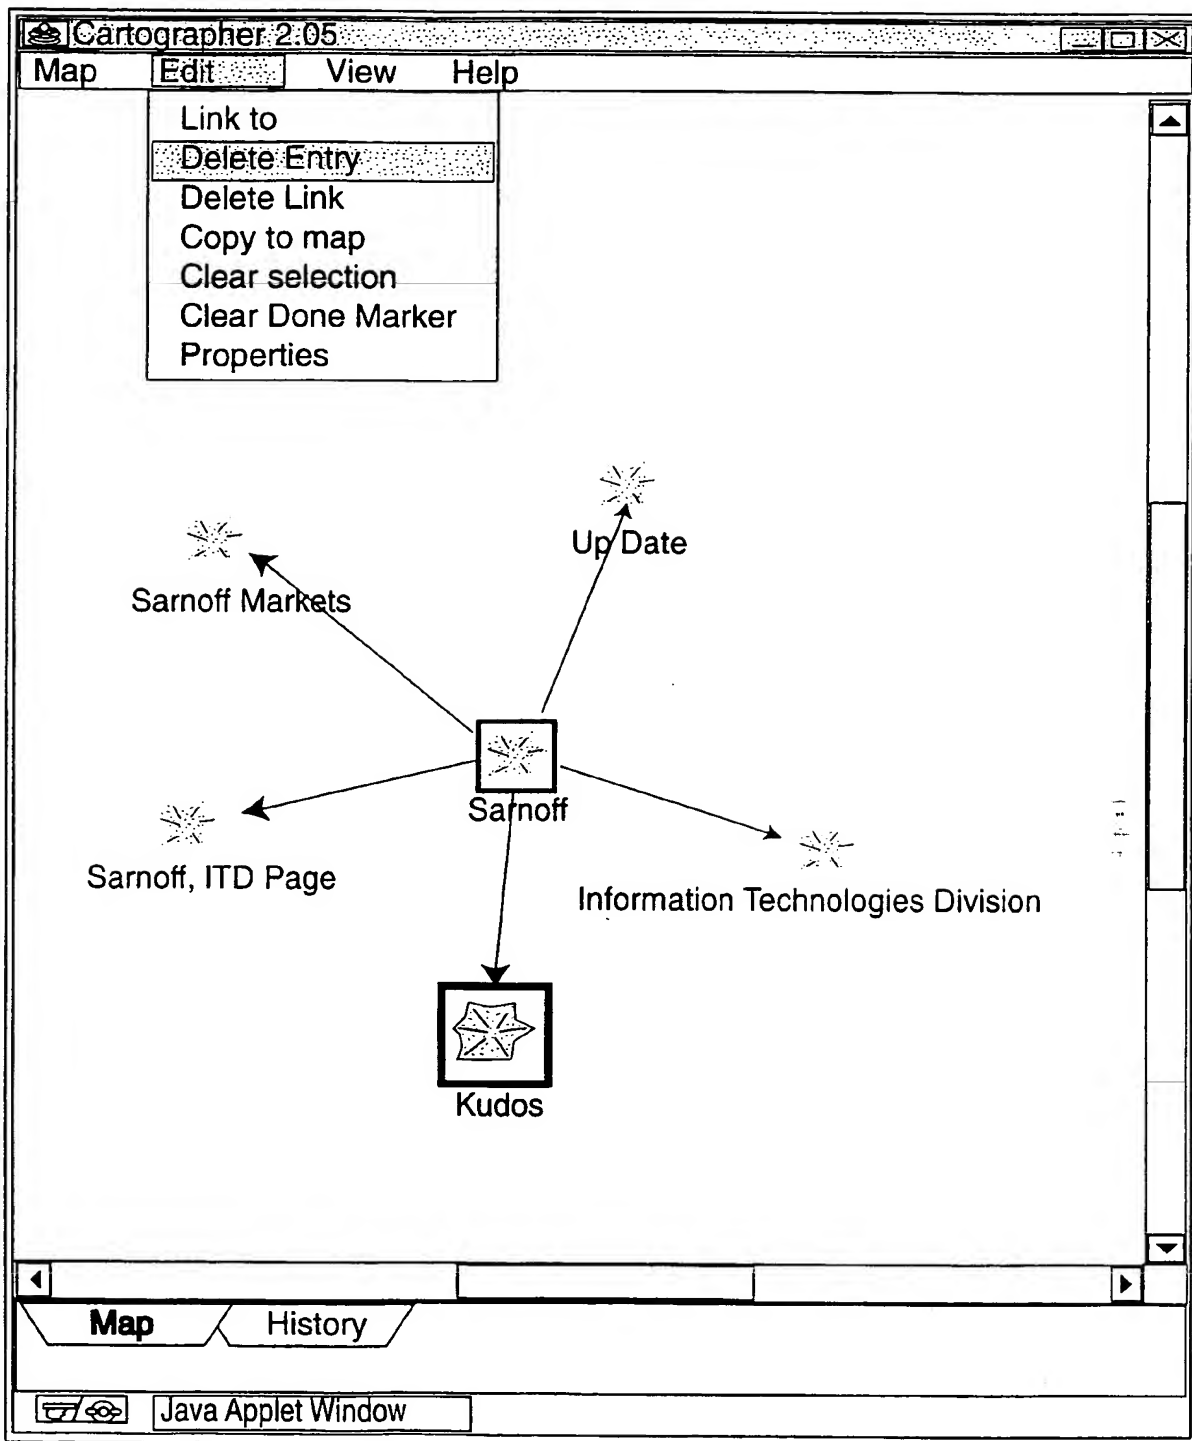 Cartographer 2.05
Map Edit View Help
Link to
Delete Entry
Delete Link
Copy to map
Clear selection
Clear Done Marker
Properties
Up Date
Sarnoff Markets
Sarnoff
Sarnoff, ITD Page
Information Technologies Division
Kudos
Map History
Java Applet Window